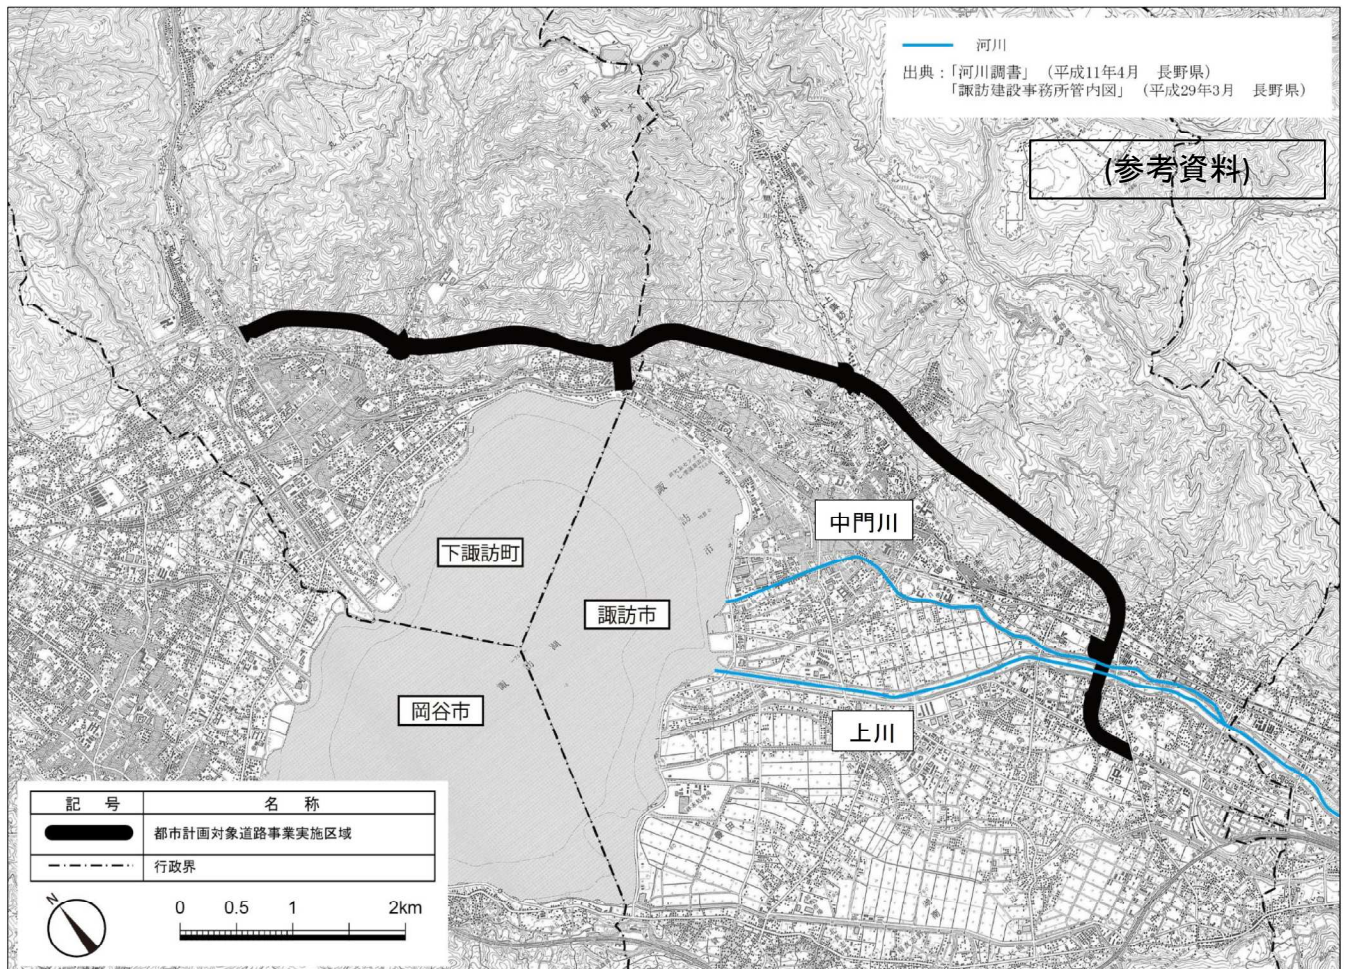 河川
出典：「河川調書」（平成11年4月　長野県）
「諏訪建設事務所管内図」（平成29年3月　長野県）
(参考資料)
中門川
下諏訪町
諏訪市
岡谷市
上川
記　号　名　称
都市計画対象道路事業実施区域
行政界
N
0　0.5　1　2km